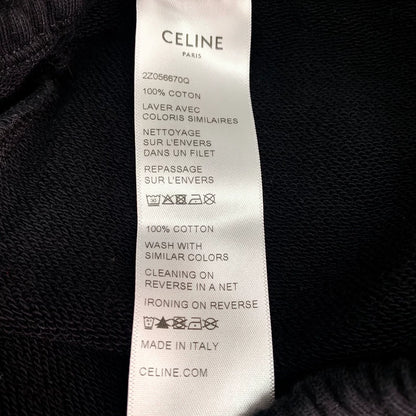 CELINE
PARIS
2Z056670Q
100% COTON
LAVER AVEC
COLORIS SIMILAIRES
NETTOYAGE
SUR L'ENVERS
DANS UN FILET
REPASSAGE
SUR L'ENVERS
100% COTTON
WASH WITH
SIMILAR COLORS
CLEANING ON
REVERSE IN A NET
IRONING ON REVERSE
MADE IN ITALY
CELINE.COM